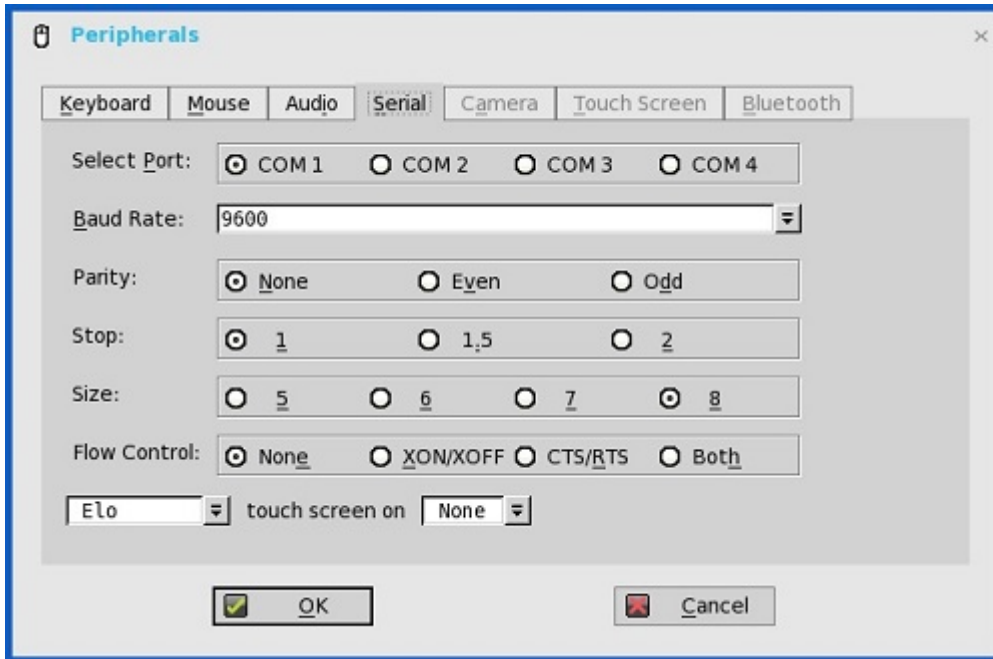 Peripherals
Keyboard Mouse Audio Serial Camera Touch Screen Bluetooth
Select Port: COM 1 COM 2 COM 3 COM 4
Baud Rate: 9600
Parity: None Even Odd
Stop: 1 1.5 2
Size: 5 6 7 8
Flow Control: None XON/XOFF CTS/RTS Both
Elo touch screen on None
OK Cancel